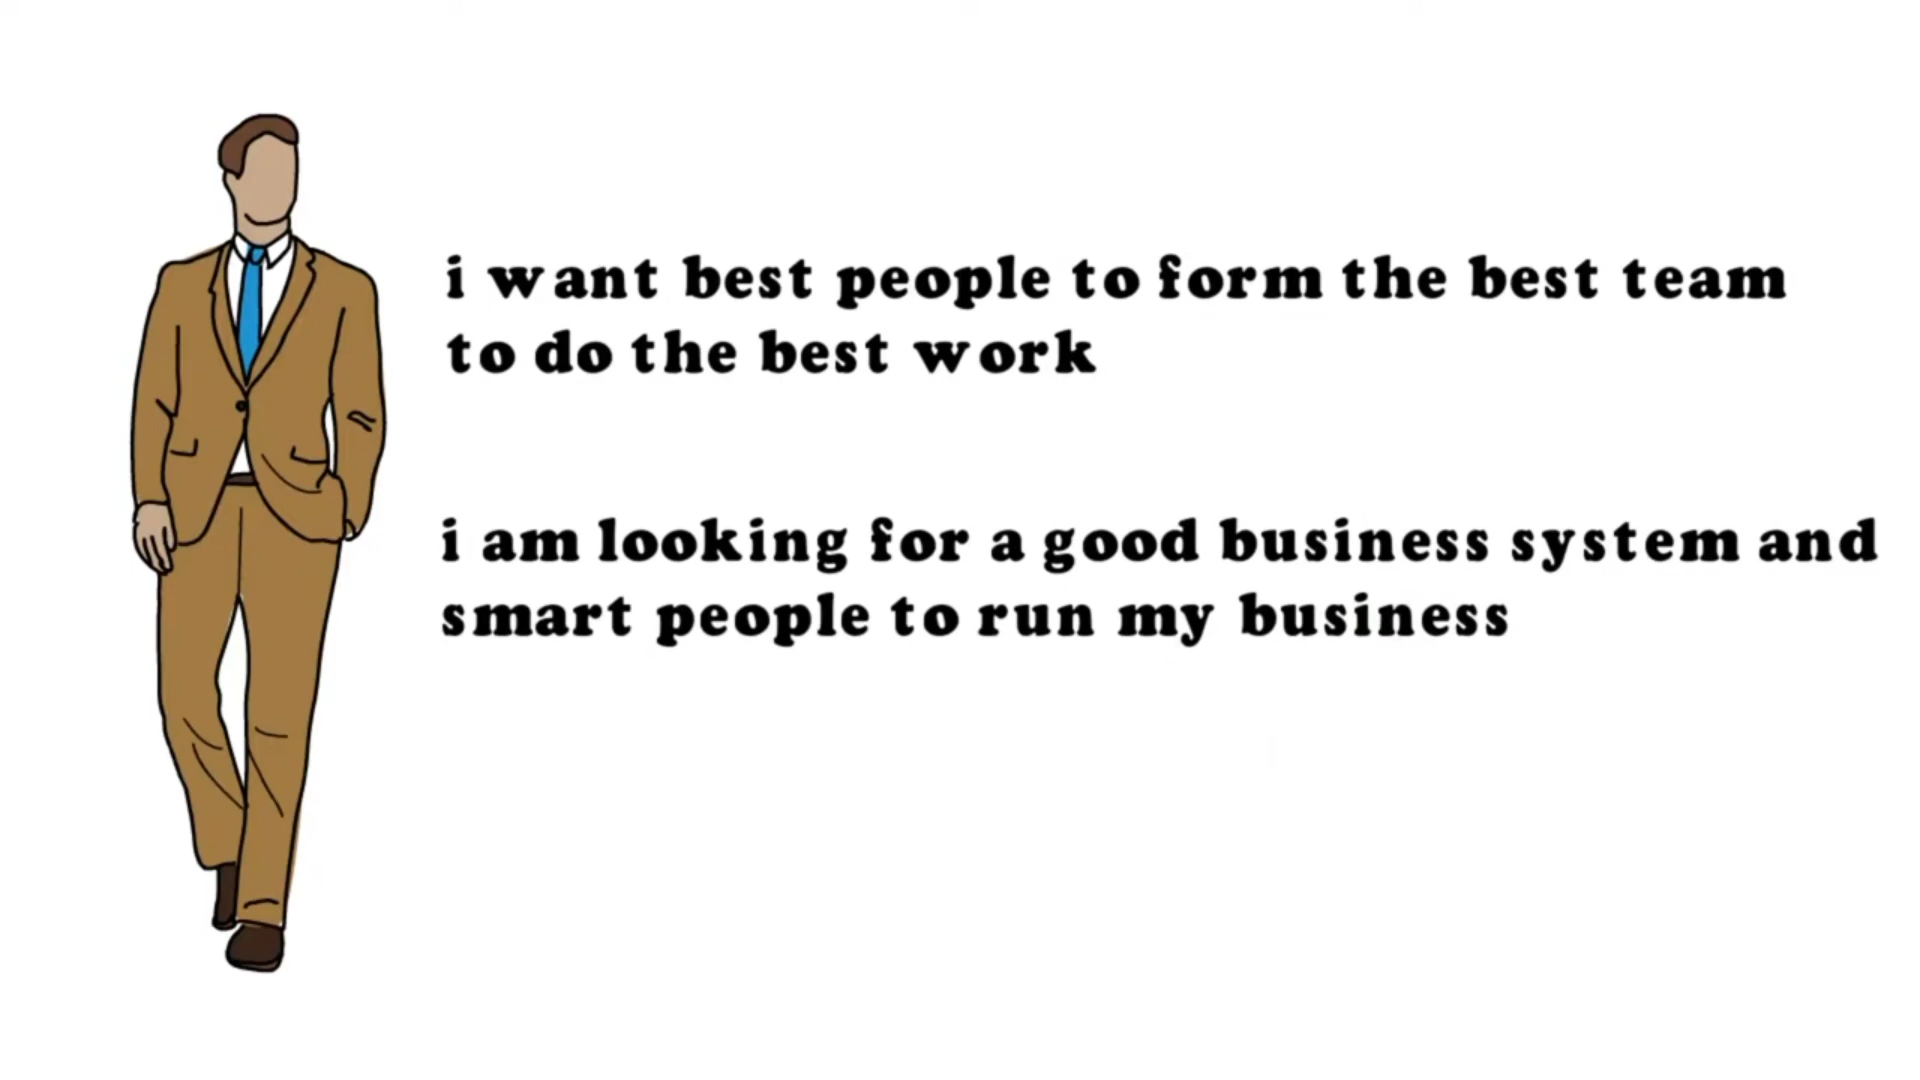 i want best people to form the best team
to do the best work
i am looking for a good business system and
smart people to run my business